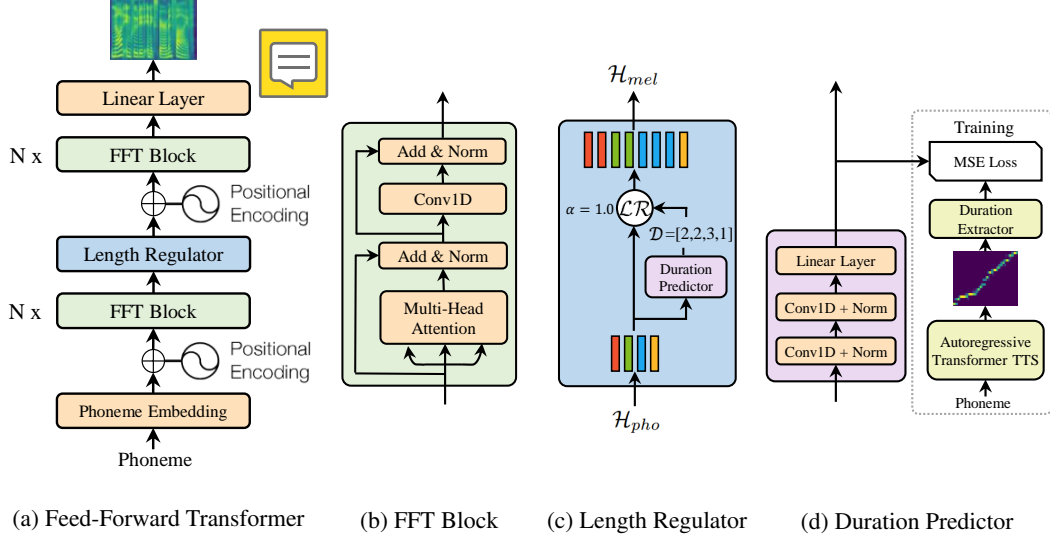 Linear Layer
N x
FFT Block
Positional
Encoding
Length Regulator
N x
FFT Block
Positional
Encoding
Phoneme Embedding
Phoneme
(a) Feed-Forward Transformer
Add & Norm
Conv1D
Add & Norm
Multi-Head
Attention
(b) FFT Block
ℋ_mel
α = 1.0
ℒℛ
𝒟=[2,2,3,1]
Duration
Predictor
ℋ_pho
(c) Length Regulator
Linear Layer
Conv1D + Norm
Conv1D + Norm
Training
MSE Loss
Duration
Extractor
Autoregressive
Transformer TTS
Phoneme
(d) Duration Predictor